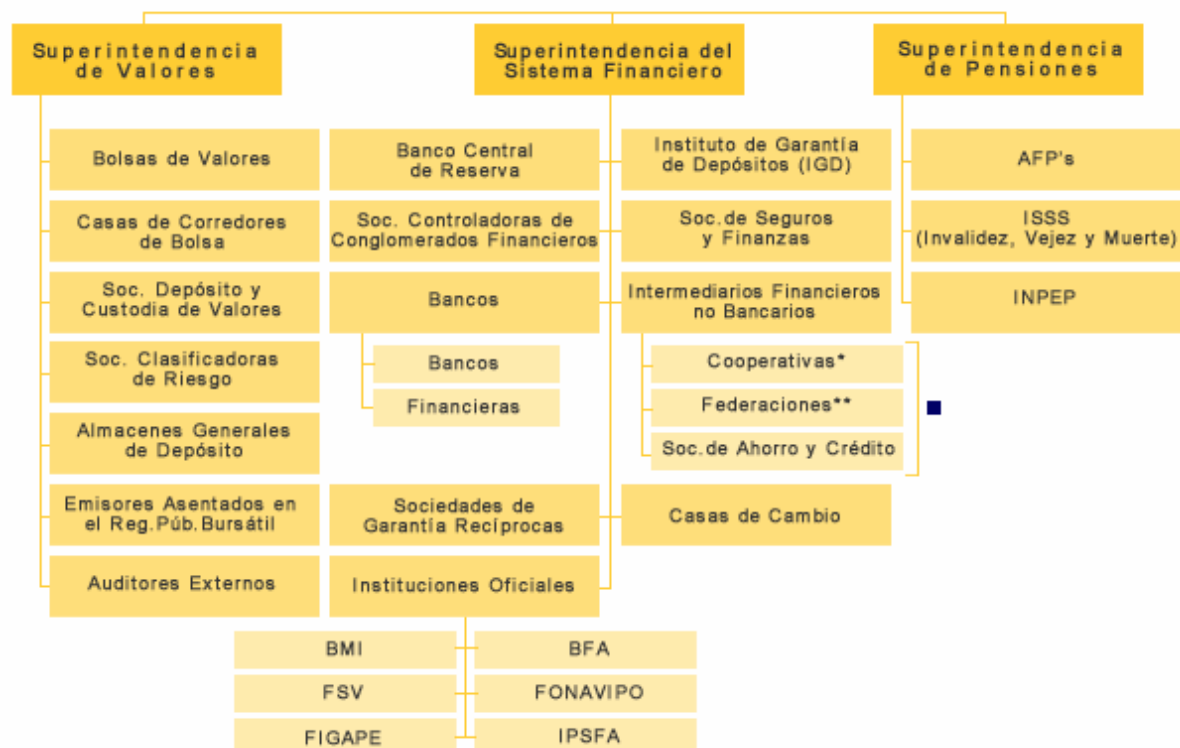 Superintendencia
de Valores
Superintendencia del
Sistema Financiero
Superintendencia
de Pensiones
Bolsas de Valores
Casas de Corredores
de Bolsa
Soc. Depósito y
Custodia de Valores
Soc. Clasificadoras
de Riesgo
Almacenes Generales
de Depósito
Emisores Asentados en
el Reg.Púb.Bursátil
Auditores Externos
Banco Central
de Reserva
Soc. Controladoras de
Conglomerados Financieros
Bancos
Bancos
Financieras
Sociedades de
Garantía Recíprocas
Instituciones Oficiales
BMI
FSV
FIGAPE
BFA
FONAVIPO
IPSFA
Instituto de Garantía
de Depósitos (IGD)
Soc.de Seguros
y Finanzas
Intermediarios Financieros
no Bancarios
Cooperativas*
Federaciones**
Soc.de Ahorro y Crédito
Casas de Cambio
AFP's
ISSS
(Invalidez, Vejez y Muerte)
INPEP